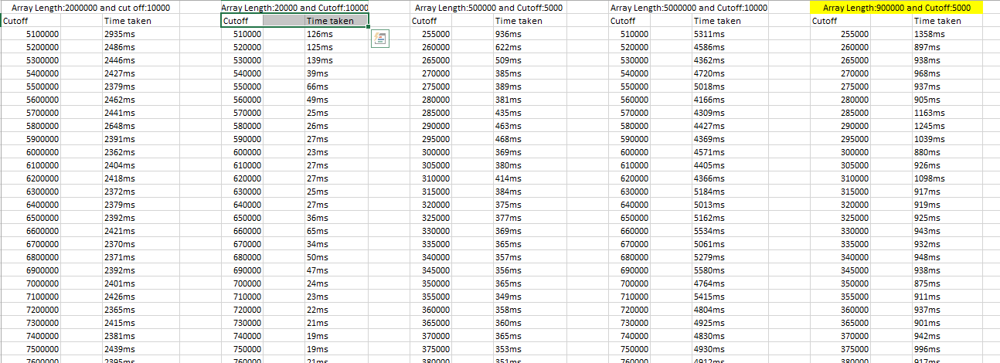 Array Length:2000000 and cut off:10000 Array Length:20000 and Cutoff:10000 Array Length:500000 and Cutoff:5000 Array Length:5000000 and Cutoff:10000 Array Length:900000 and Cutoff:5000
Cutoff Time taken Cutoff Time taken Cutoff Time taken Cutoff Time taken Cutoff Time taken
5100000 2935ms 510000 126ms 255000 936ms 510000 5311ms 255000 1358ms
5200000 2486ms 520000 125ms 260000 622ms 520000 4586ms 260000 897ms
5300000 2446ms 530000 139ms 265000 509ms 530000 4362ms 265000 938ms
5400000 2427ms 540000 39ms 270000 385ms 540000 4720ms 270000 968ms
5500000 2379ms 550000 66ms 275000 389ms 550000 5018ms 275000 937ms
5600000 2462ms 560000 49ms 280000 381ms 560000 4166ms 280000 905ms
5700000 2441ms 570000 25ms 285000 435ms 570000 4309ms 285000 1163ms
5800000 2648ms 580000 26ms 290000 463ms 580000 4427ms 290000 1245ms
5900000 2391ms 590000 27ms 295000 468ms 590000 4369ms 295000 1039ms
6000000 2362ms 600000 23ms 300000 369ms 600000 4571ms 300000 880ms
6100000 2404ms 610000 27ms 305000 380ms 610000 4405ms 305000 926ms
6200000 2418ms 620000 27ms 310000 414ms 620000 4366ms 310000 1098ms
6300000 2372ms 630000 25ms 315000 384ms 630000 5184ms 315000 917ms
6400000 2379ms 640000 27ms 320000 375ms 640000 5013ms 320000 919ms
6500000 2392ms 650000 36ms 325000 377ms 650000 5162ms 325000 925ms
6600000 2421ms 660000 65ms 330000 369ms 660000 5534ms 330000 943ms
6700000 2370ms 670000 34ms 335000 365ms 670000 5061ms 335000 932ms
6800000 2371ms 680000 50ms 340000 357ms 680000 5279ms 340000 948ms
6900000 2392ms 690000 47ms 345000 356ms 690000 5580ms 345000 938ms
7000000 2401ms 700000 24ms 350000 365ms 700000 4764ms 350000 875ms
7100000 2426ms 710000 23ms 355000 349ms 710000 5415ms 355000 911ms
7200000 2365ms 720000 22ms 360000 358ms 720000 4804ms 360000 937ms
7300000 2415ms 730000 21ms 365000 360ms 730000 4925ms 365000 901ms
7400000 2381ms 740000 19ms 370000 365ms 740000 4830ms 370000 942ms
7500000 2439ms 750000 19ms 375000 353ms 750000 4930ms 375000 996ms
7600000 2395ms 760000 21ms 380000 351ms 760000 4912ms 380000 917ms